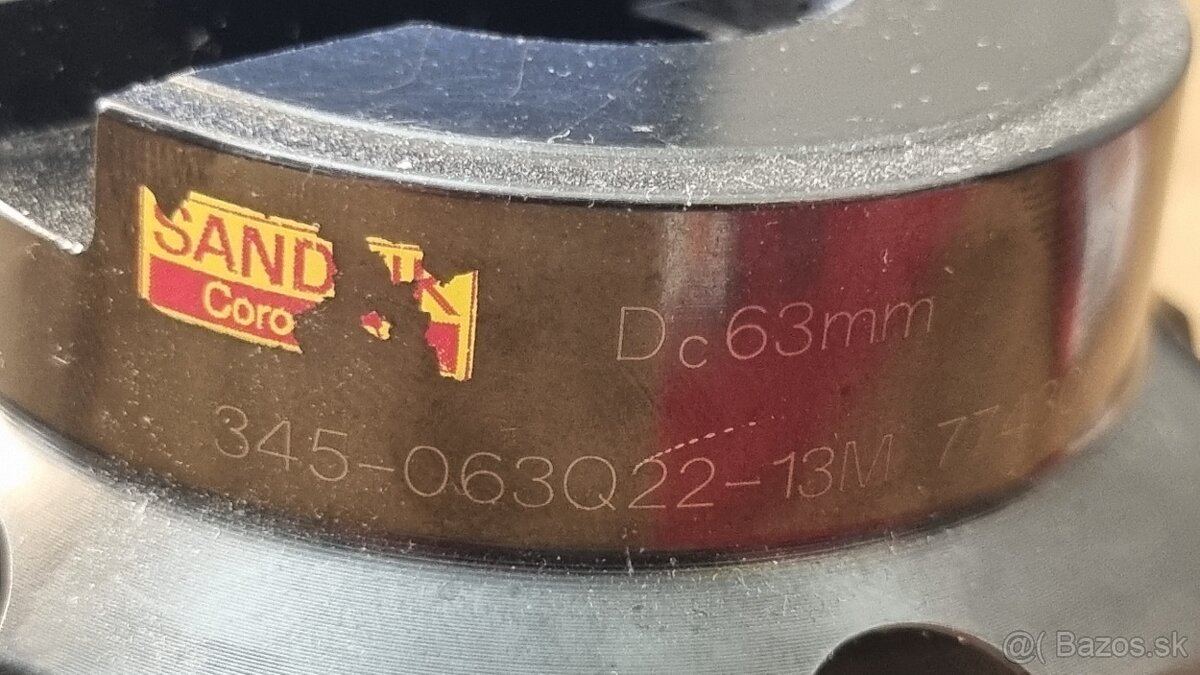 SAND
Coro
Dc 63mm
345-063Q22-13M
@( Bazos.sk